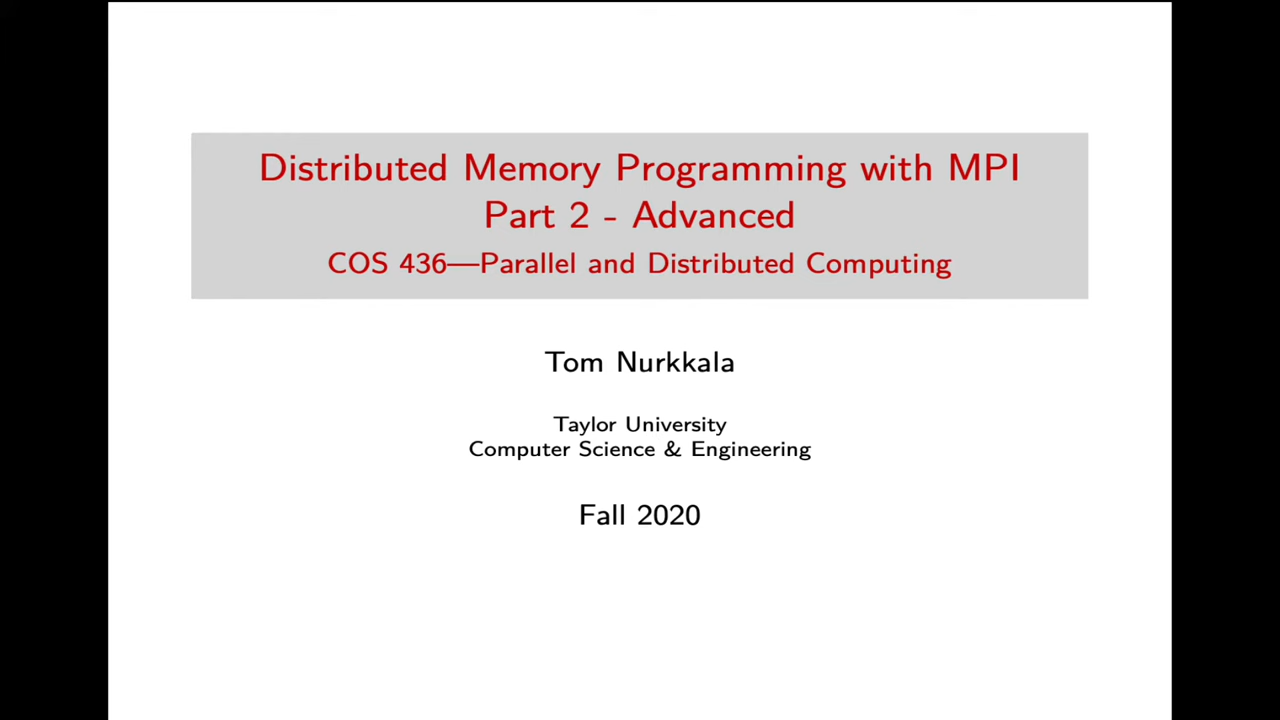 Distributed Memory Programming with MPI
Part 2 - Advanced
COS 436—Parallel and Distributed Computing
Tom Nurkkala
Taylor University
Computer Science & Engineering
Fall 2020